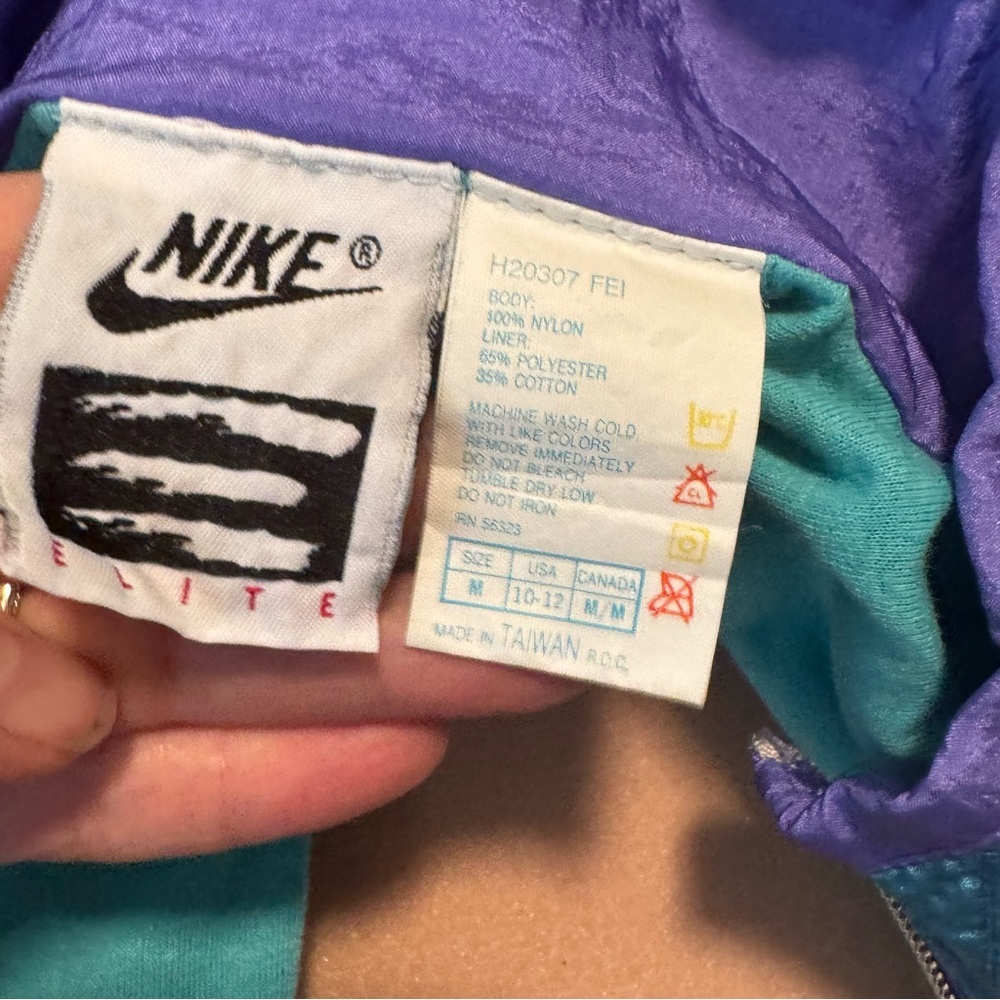 NIKE®
ELITE
H20307 FEI
BODY:
100% NYLON
LINER:
65% POLYESTER
35% COTTON
MACHINE WASH COLD
WITH LIKE COLORS
REMOVE IMMEDIATELY
DO NOT BLEACH
TUMBLE DRY LOW
DO NOT IRON
RN 56323
SIZE USA CANADA
M 10-12 M/M
MADE IN TAIWAN R.O.C.
CL